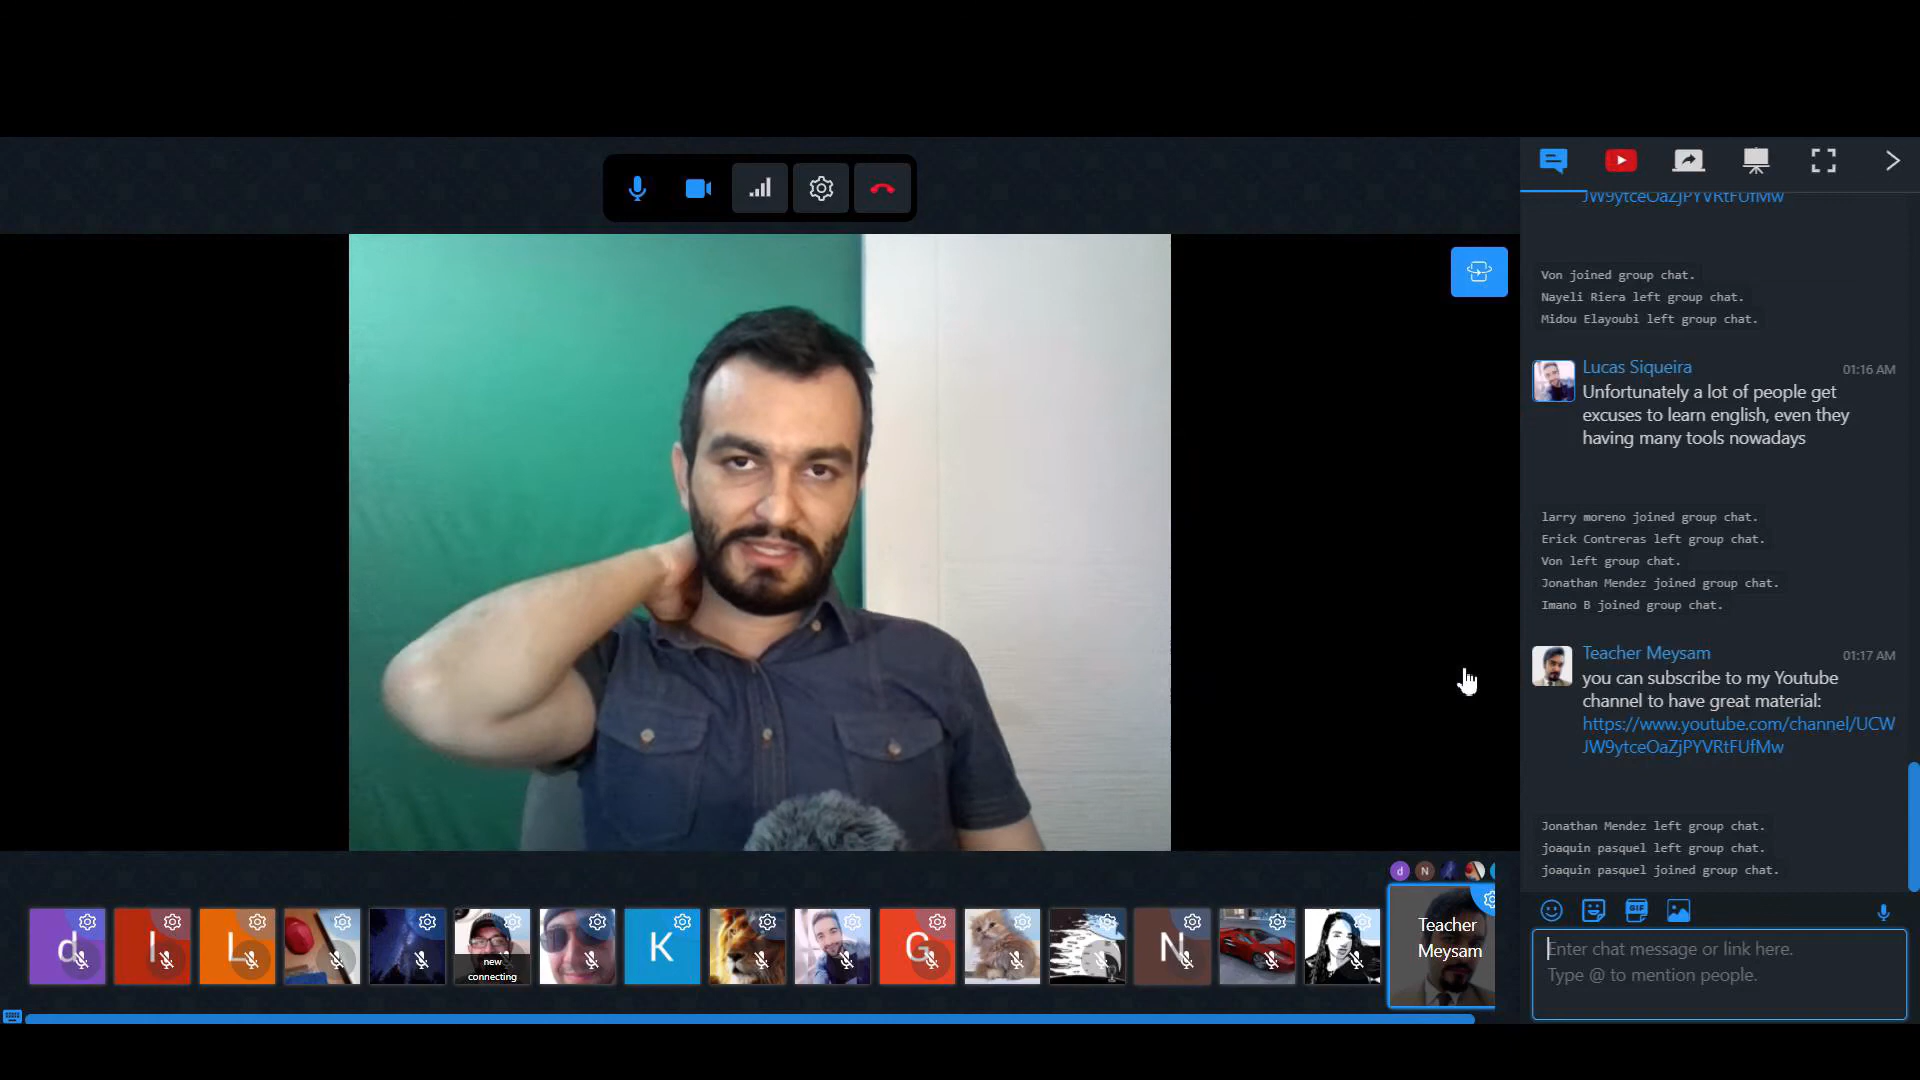 JW9ytceOaZjPYVRtFUfMw
Von joined group chat.
Nayeli Riera left group chat.
Midou Elayoubi left group chat.
Lucas Siqueira 01:16 AM
Unfortunately a lot of people get
excuses to learn english, even they
having many tools nowadays
larry moreno joined group chat.
Erick Contreras left group chat.
Von left group chat.
Jonathan Mendez joined group chat.
Imano B joined group chat.
Teacher Meysam 01:17 AM
you can subscribe to my Youtube
channel to have great material:
https://www.youtube.com/channel/UCW
JW9ytceOaZjPYVRtFUfMw
Jonathan Mendez left group chat.
joaquin pasquel left group chat.
joaquin pasquel joined group chat.
GIF
Enter chat message or link here.
Type @ to mention people.
d N
d I L new K G N Teacher
connecting Meysam